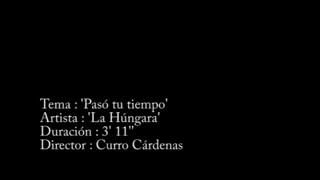 Tema : 'Pasó tu tiempo'
Artista : 'La Húngara'
Duración : 3' 11"
Director : Curro Cárdenas